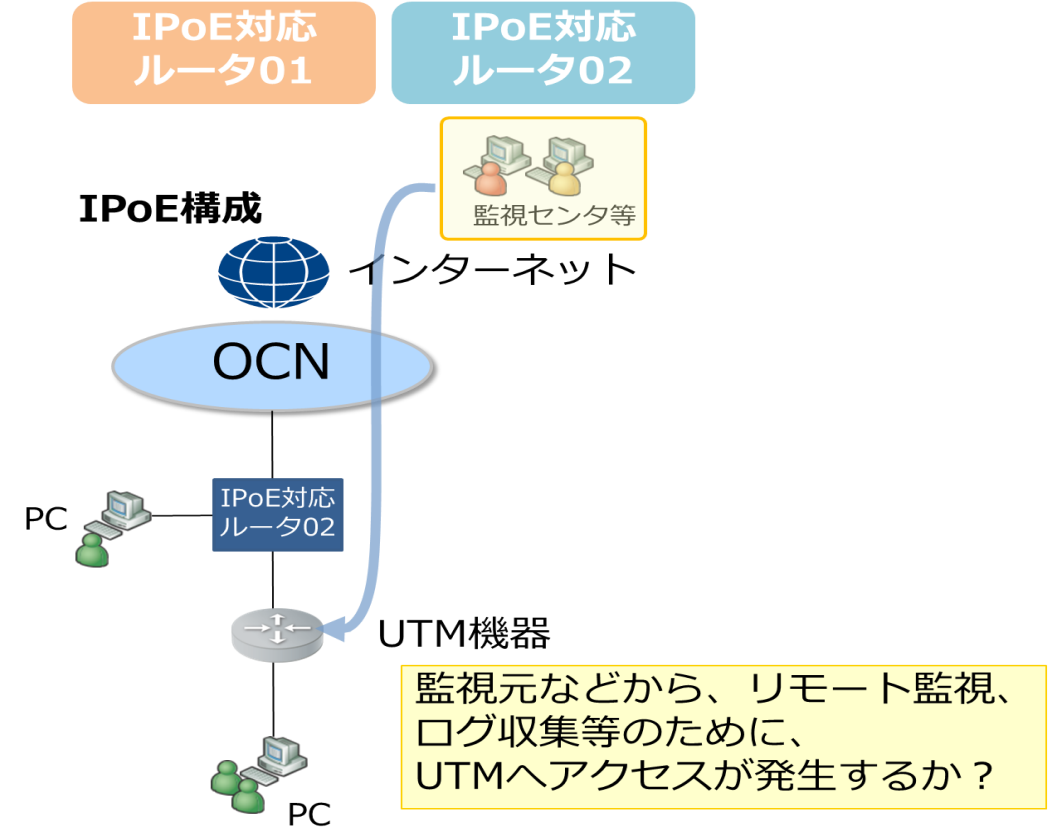 IPoE対応
ルータ01
IPoE対応
ルータ02
監視センタ等
IPoE構成
インターネット
OCN
IPoE対応
ルータ02
PC
UTM機器
監視元などから、リモート監視、
ログ収集等のために、
UTMへアクセスが発生するか？
PC